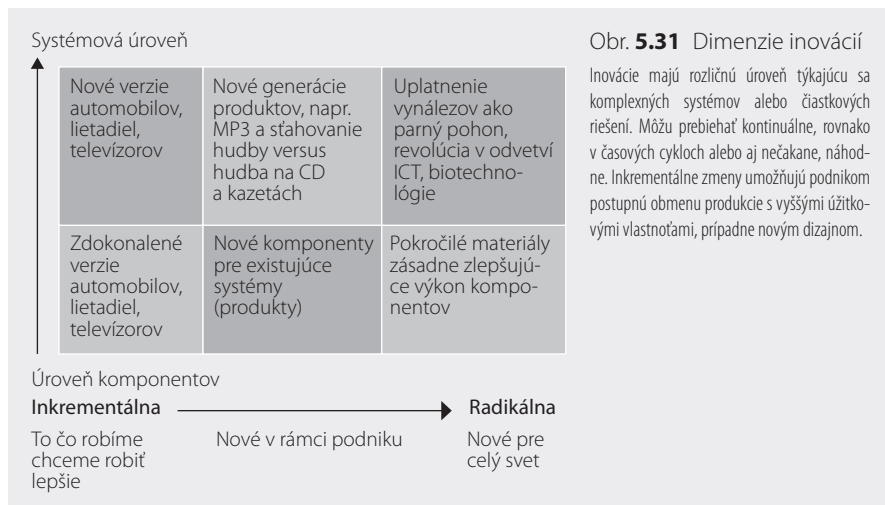 Systémová úroveň
Nové verzie
automobilov,
lietadiel,
televízorov
Nové generácie
produktov, napr.
MP3 a sťahovanie
hudby versus
hudba na CD
a kazetách
Uplatnenie
vynálezov ako
parný pohon,
revolúcia v odvetví
ICT, biotechno-
lógie
Zdokonalené
verzie
automobilov,
lietadiel,
televízorov
Nové komponenty
pre existujúce
systémy
(produkty)
Pokročilé materiály
zásadne zlepšujú-
ce výkon kompo-
nentov
Úroveň komponentov
Inkrementálna
Radikálna
To čo robíme
chceme robiť
lepšie
Nové v rámci podniku
Nové pre
celý svet
Obr. 5.31 Dimenzie inovácií
Inovácie majú rozličnú úroveň týkajúcu sa
komplexných systémov alebo čiastkových
riešení. Môžu prebiehať kontinuálne, rovnako
v časových cykloch alebo aj nečakane, náhod-
ne. Inkrementálne zmeny umožňujú podnikom
postupnú obmenu produkcie s vyššími úžitko-
vými vlastnoťami, prípadne novým dizajnom.